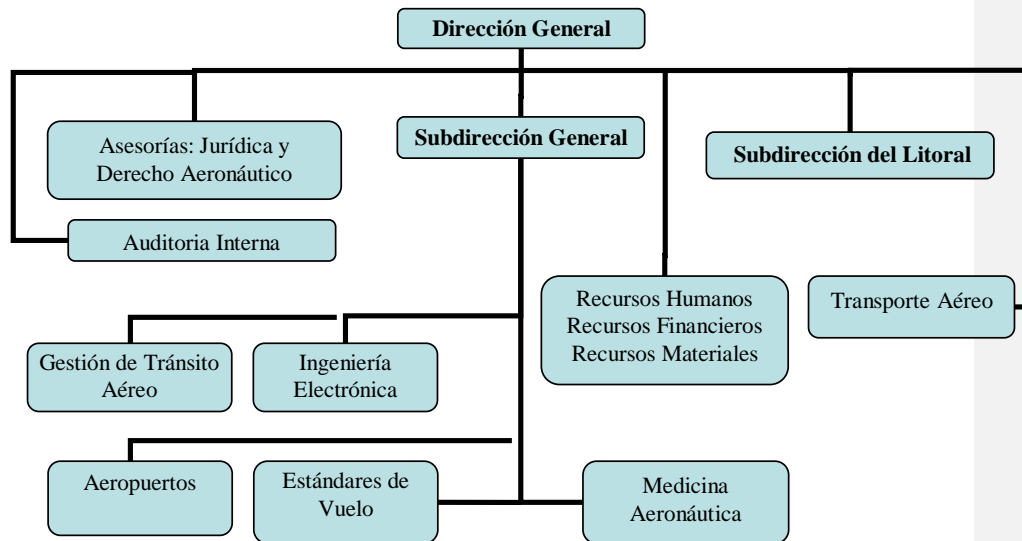 Dirección General
Asesorías: Jurídica y
Derecho Aeronáutico
Subdirección General
Subdirección del Litoral
Auditoria Interna
Recursos Humanos
Recursos Financieros
Recursos Materiales
Transporte Aéreo
Gestión de Tránsito
Aéreo
Ingeniería
Electrónica
Aeropuertos
Estándares de
Vuelo
Medicina
Aeronáutica